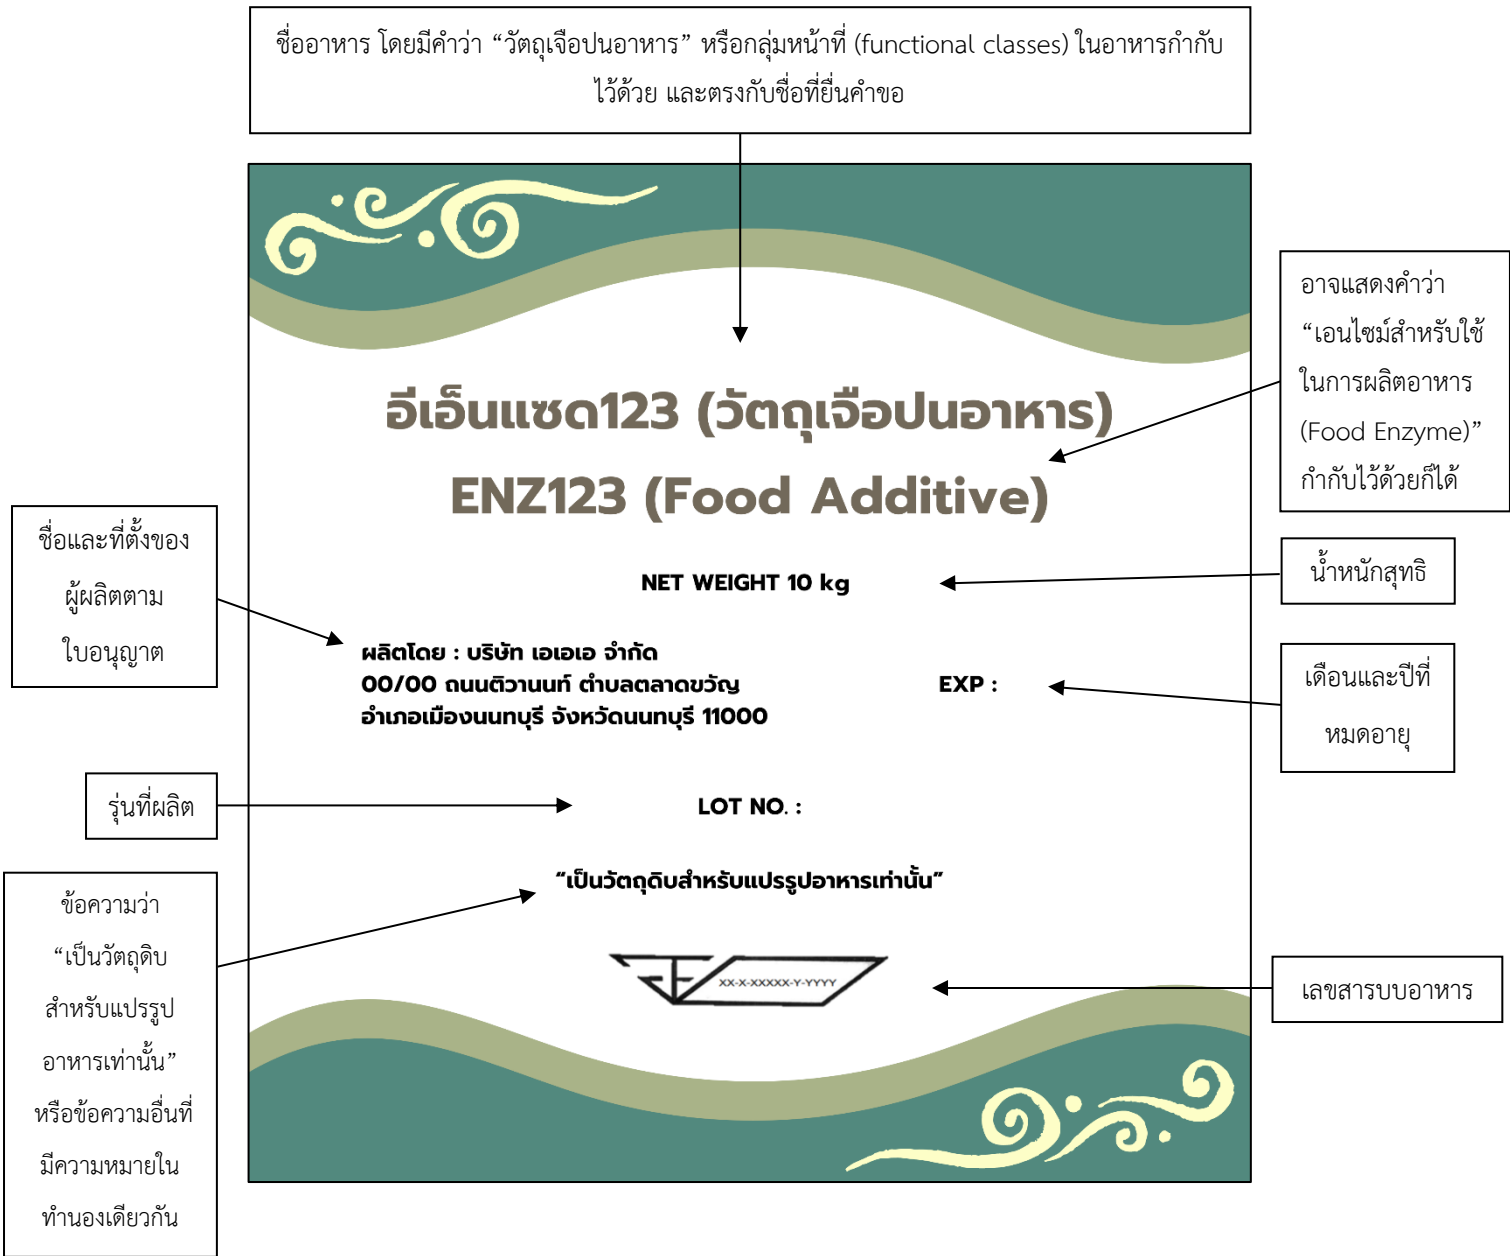 ชื่ออาหาร โดยมีคำว่า “วัตถุเจือปนอาหาร” หรือกลุ่มหน้าที่ (functional classes) ในอาหารกำกับ
ไว้ด้วย และตรงกับชื่อที่ยื่นคำขอ
อาจแสดงคำว่า
“เอนไซม์สำหรับใช้
ในการผลิตอาหาร
(Food Enzyme)”
กำกับไว้ด้วยก็ได้
อีเอ็นแซด123 (วัตถุเจือปนอาหาร)
ENZ123 (Food Additive)
ชื่อและที่ตั้งของ
ผู้ผลิตตาม
ใบอนุญาต
NET WEIGHT 10 kg
น้ำหนักสุทธิ
ผลิตโดย : บริษัท เอเอเอ จำกัด
00/00 ถนนติวานนท์ ตำบลตลาดขวัญ
อำเภอเมืองนนทบุรี จังหวัดนนทบุรี 11000
EXP :
เดือนและปีที่
หมดอายุ
รุ่นที่ผลิต
LOT NO. :
“เป็นวัตถุดิบสำหรับแปรรูปอาหารเท่านั้น”
ข้อความว่า
“เป็นวัตถุดิบ
สำหรับแปรรูป
อาหารเท่านั้น”
หรือข้อความอื่นที่
มีความหมายใน
ทำนองเดียวกัน
XX-X-XXXXX-Y-YYYY
เลขสารบบอาหาร